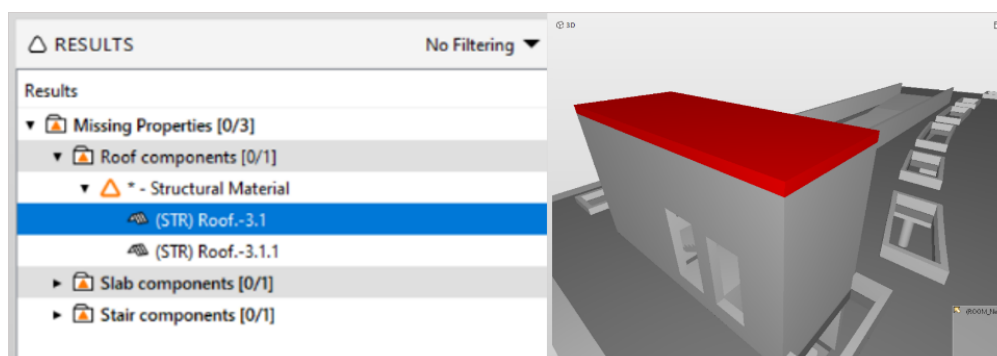 RESULTS
No Filtering
Results
Missing Properties [0/3]
Roof components [0/1]
* - Structural Material
(STR) Roof.-3.1
(STR) Roof.-3.1.1
Slab components [0/1]
Stair components [0/1]
3D